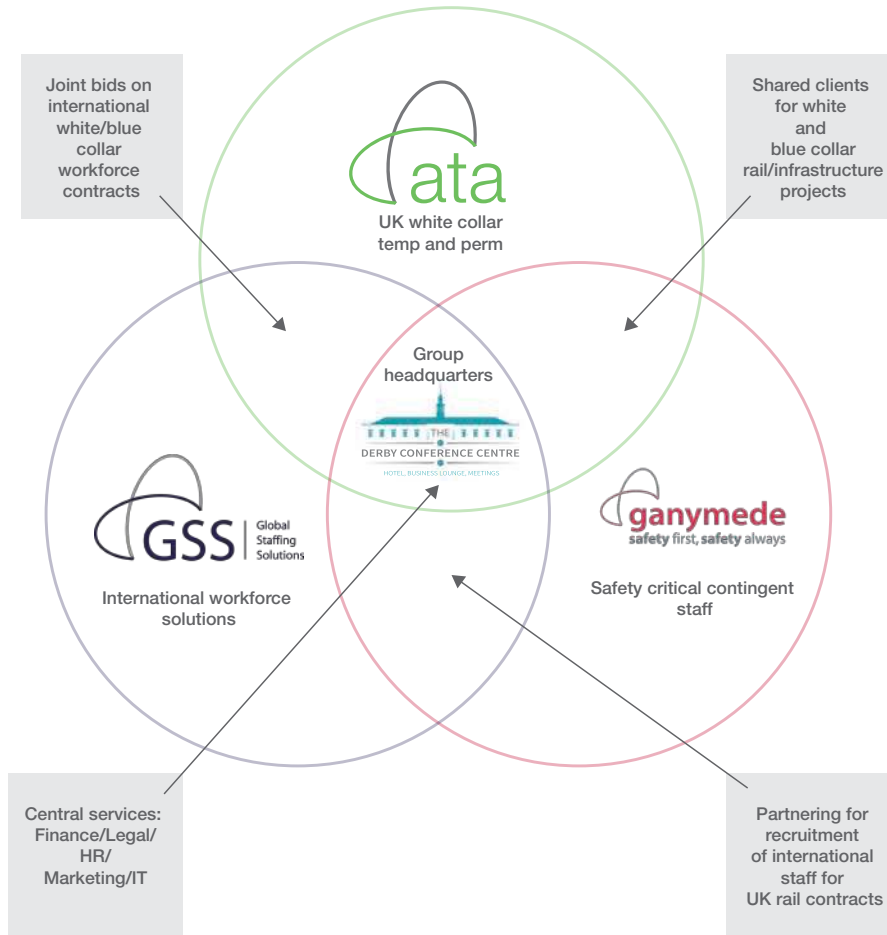 Joint bids on
international
white/blue
collar
workforce
contracts
Shared clients
for white
and
blue collar
rail/infrastructure
projects
ata
UK white collar
temp and perm
Group
headquarters
THE
DERBY CONFERENCE CENTRE
HOTEL, BUSINESS LOUNGE, MEETINGS
GSS Global
Staffing
Solutions
International workforce
solutions
ganymede
safety first, safety always
Safety critical contingent
staff
Central services:
Finance/Legal/
HR/
Marketing/IT
Partnering for
recruitment
of international
staff for
UK rail contracts